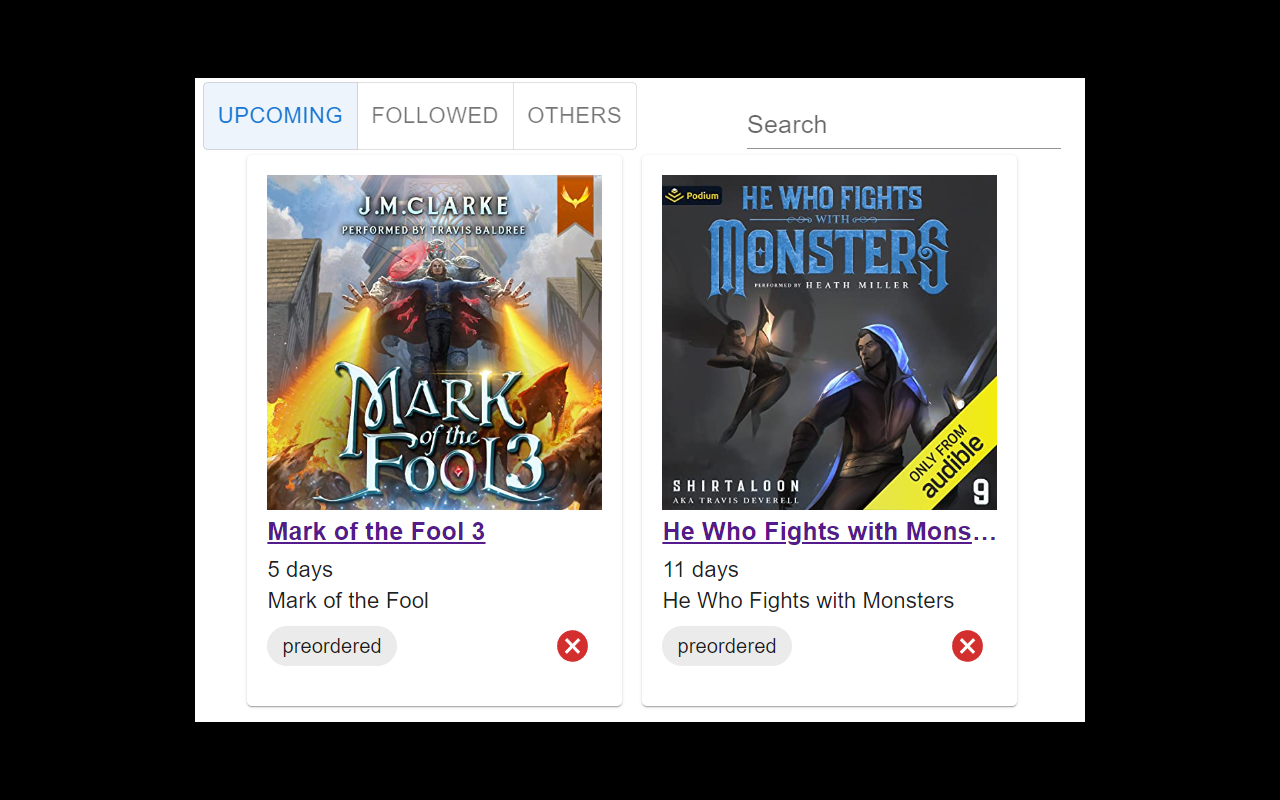 UPCOMING FOLLOWED OTHERS
Search
J.M.CLARKE
PERFORMED BY TRAVIS BALDREE
MARK
of the
FOOL 3
Podium
HE WHO FIGHTS
WITH
MONSTERS
PERFORMED BY HEATH MILLER
ONLY FROM
audible
SHIRTALOON
AKA TRAVIS DEVERELL
9
Mark of the Fool 3
5 days
Mark of the Fool
preordered
He Who Fights with Mons…
11 days
He Who Fights with Monsters
preordered